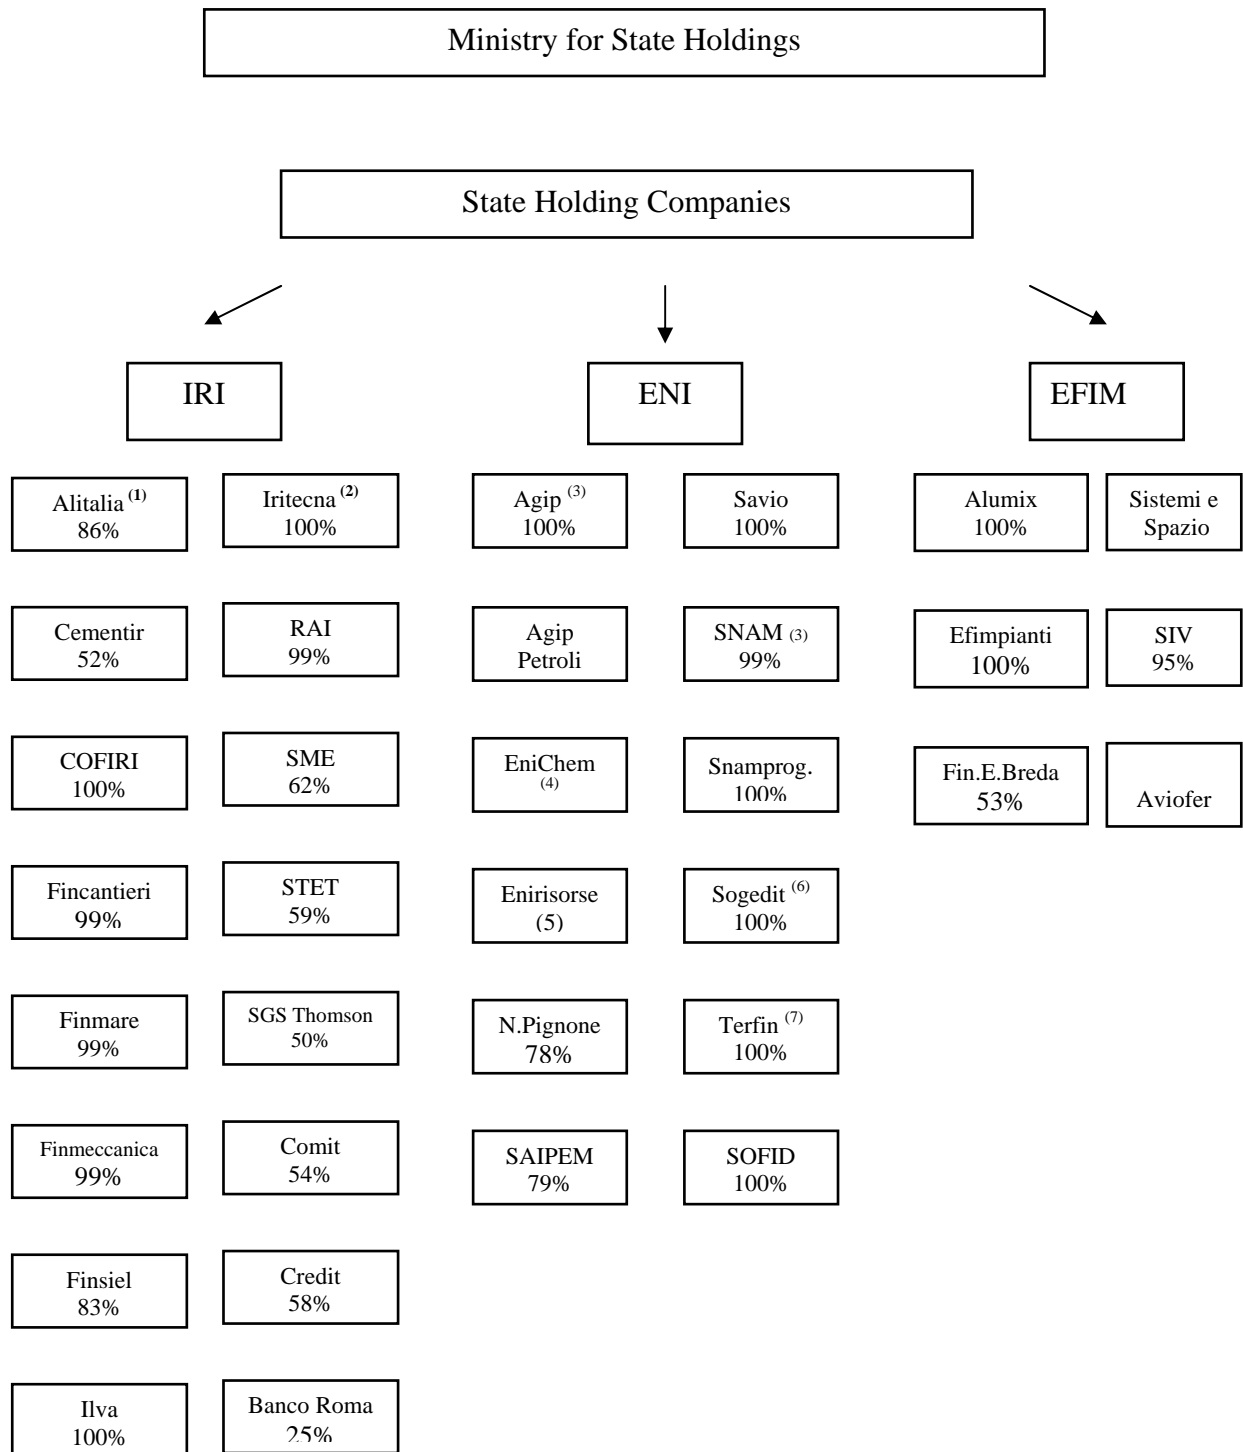 Ministry for State Holdings
State Holding Companies
IRI
ENI
EFIM
Alitalia (1)
86%
Iritecna (2)
100%
Agip (3)
100%
Savio
100%
Alumix
100%
Sistemi e
Spazio
Cementir
52%
RAI
99%
Agip
Petroli
SNAM (3)
99%
Efimpianti
100%
SIV
95%
COFIRI
100%
SME
62%
EniChem
(4)
Snamprog.
100%
Fin.E.Breda
53%
Aviofer
Fincantieri
99%
STET
59%
Enirisorse
(5)
Sogedit (6)
100%
Finmare
99%
SGS Thomson
50%
N.Pignone
78%
Terfin (7)
100%
Finmeccanica
99%
Comit
54%
SAIPEM
79%
SOFID
100%
Finsiel
83%
Credit
58%
Ilva
100%
Banco Roma
25%